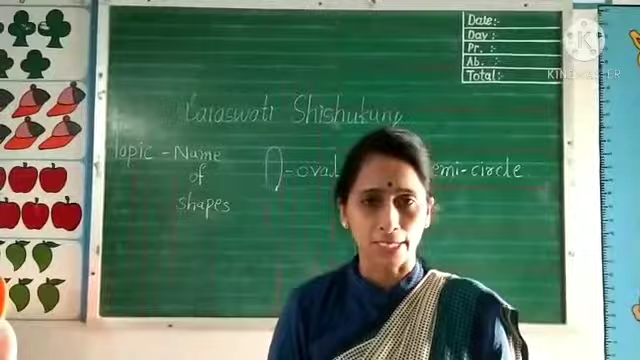 Date:-
Day:-
Pr.:-
Ab.:-
Total:-
K
KINEMASTER
Saraswati Shishukunj
Topic - Name
of
Shapes
- oval
emi-circle